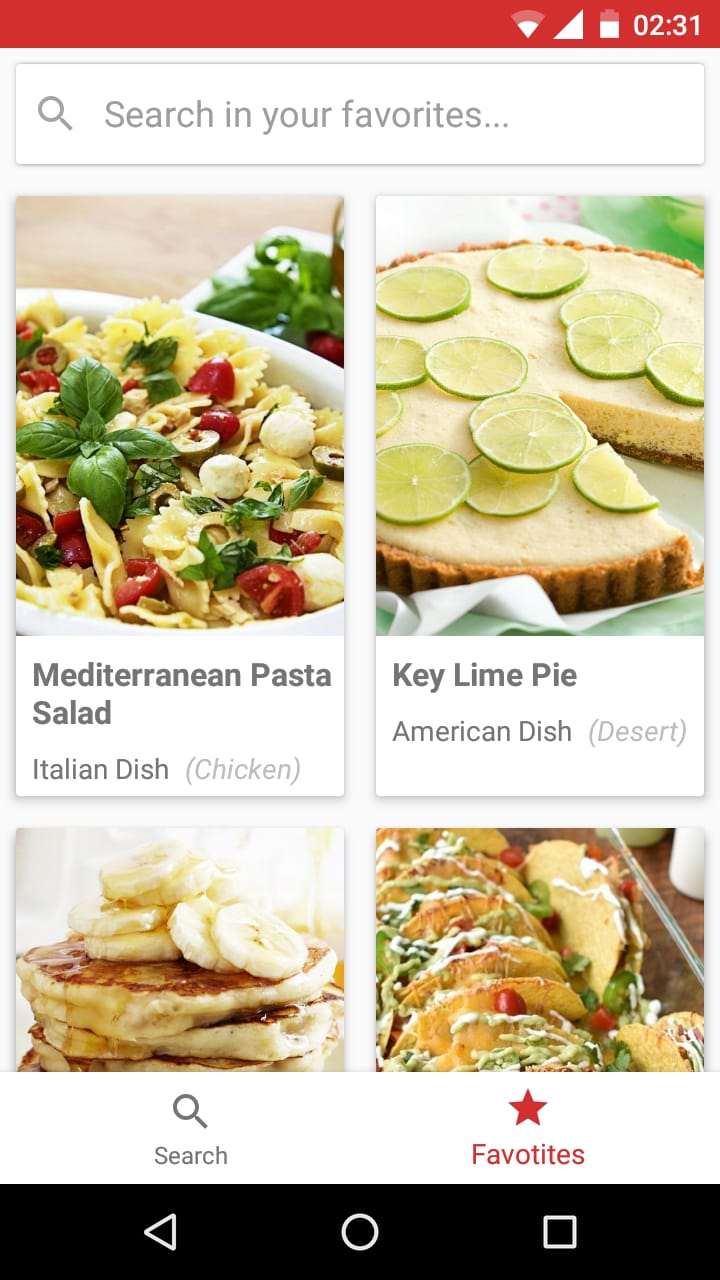 02:31
Search in your favorites...
Mediterranean Pasta
Salad
Italian Dish (Chicken)
Key Lime Pie
American Dish (Desert)
Search
Favotites